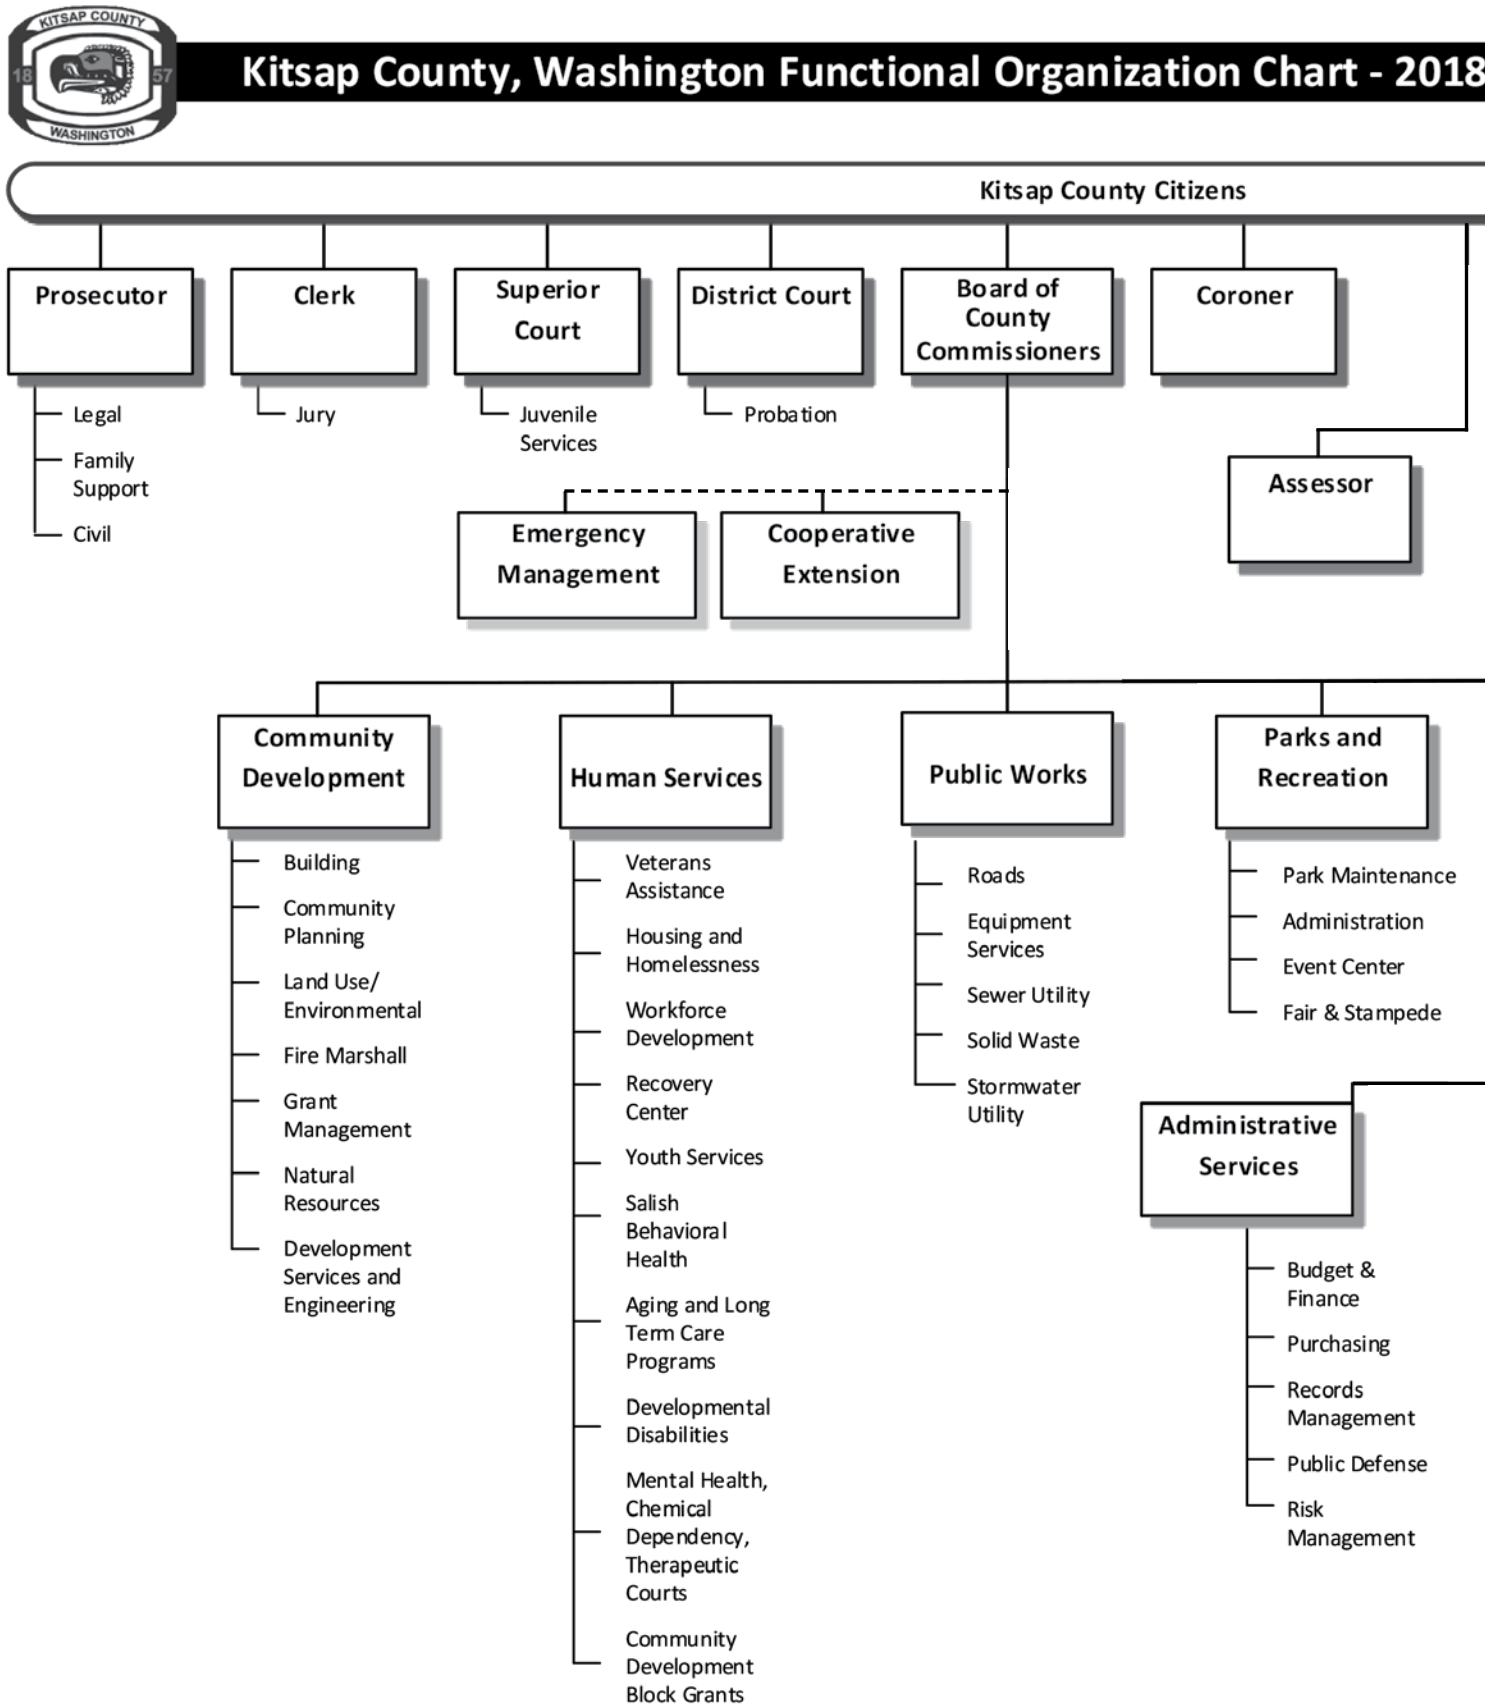 KITSAP COUNTY
18 57
WASHINGTON
Kitsap County, Washington Functional Organization Chart - 2018
Kitsap County Citizens
Prosecutor
Legal
Family
Support
Civil
Clerk
Jury
Superior
Court
Juvenile
Services
District Court
Probation
Board of
County
Commissioners
Coroner
Assessor
Emergency
Management
Cooperative
Extension
Community
Development
Building
Community
Planning
Land Use/
Environmental
Fire Marshall
Grant
Management
Natural
Resources
Development
Services and
Engineering
Human Services
Veterans
Assistance
Housing and
Homelessness
Workforce
Development
Recovery
Center
Youth Services
Salish
Behavioral
Health
Aging and Long
Term Care
Programs
Developmental
Disabilities
Mental Health,
Chemical
Dependency,
Therapeutic
Courts
Community
Development
Block Grants
Public Works
Roads
Equipment
Services
Sewer Utility
Solid Waste
Stormwater
Utility
Parks and
Recreation
Park Maintenance
Administration
Event Center
Fair & Stampede
Administrative
Services
Budget &
Finance
Purchasing
Records
Management
Public Defense
Risk
Management